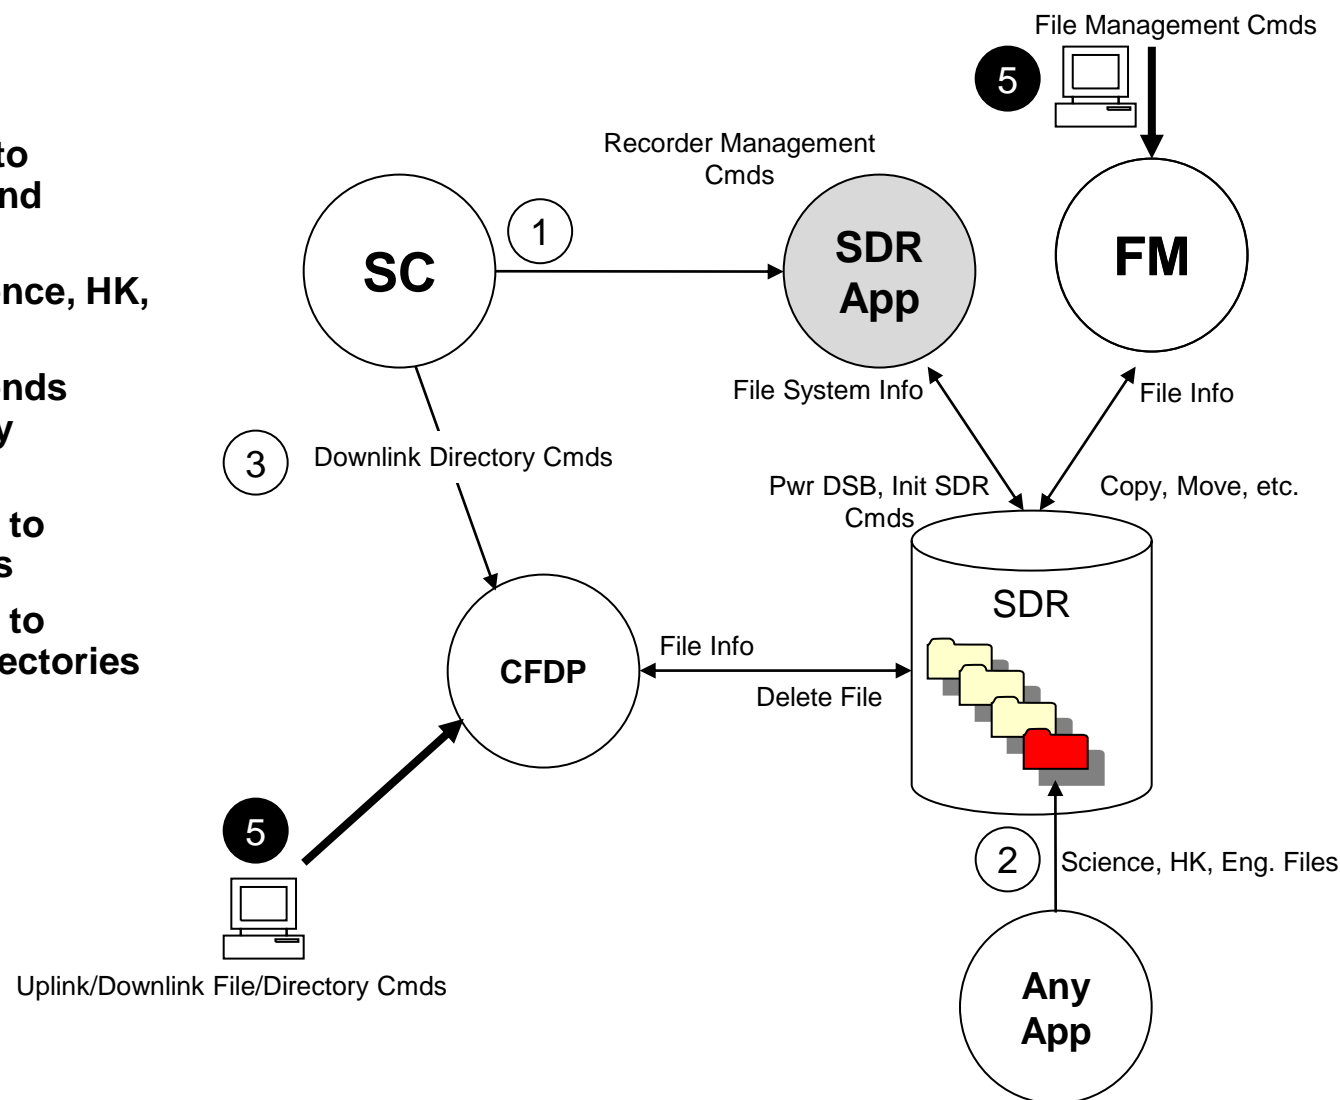 to
nd
ence, HK,
ends
y
to
s
to
ectories
File Management Cmds
5
Recorder Management
Cmds
SC
1
SDR
App
FM
File System Info
File Info
3
Downlink Directory Cmds
Pwr DSB, Init SDR
Cmds
Copy, Move, etc.
SDR
CFDP
File Info
Delete File
5
2
Science, HK, Eng. Files
Uplink/Downlink File/Directory Cmds
Any
App